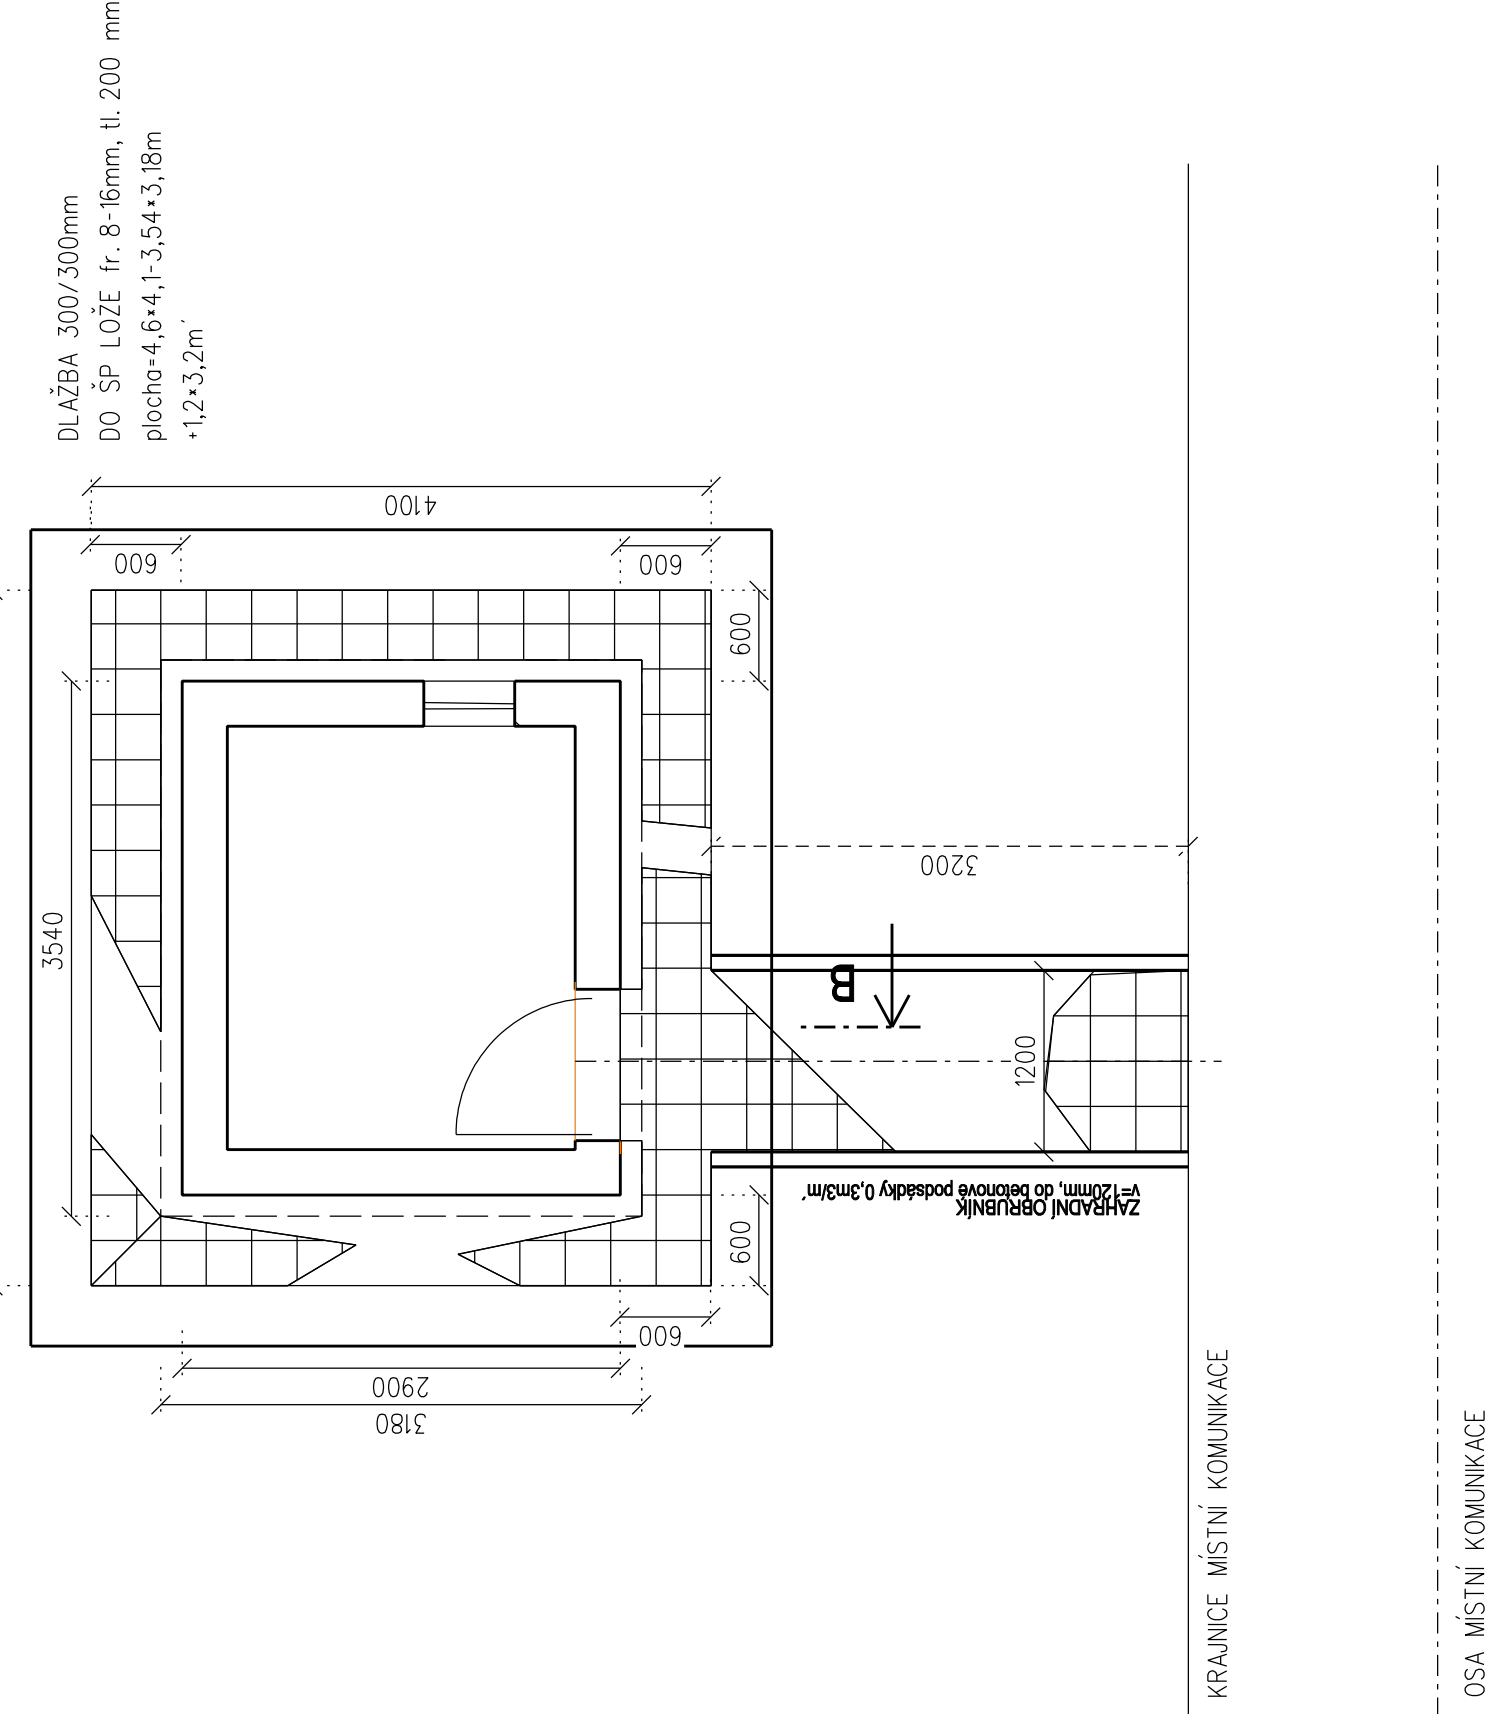 DLAŽBA 300/300mm
DO ŠP LOŽE fr. 8-16mm, tl. 200 mm
plocha=4,6*4,1-3,54*3,18m
+1,2*3,2m´
4100
600
600
600
3540
3200
B
1200
ZAHRADNÍ OBRUBNÍK
v=120mm, do betonové podsádky 0,3m3/m´
600
600
2900
3180
KRAJNICE MÍSTNÍ KOMUNIKACE
OSA MÍSTNÍ KOMUNIKACE